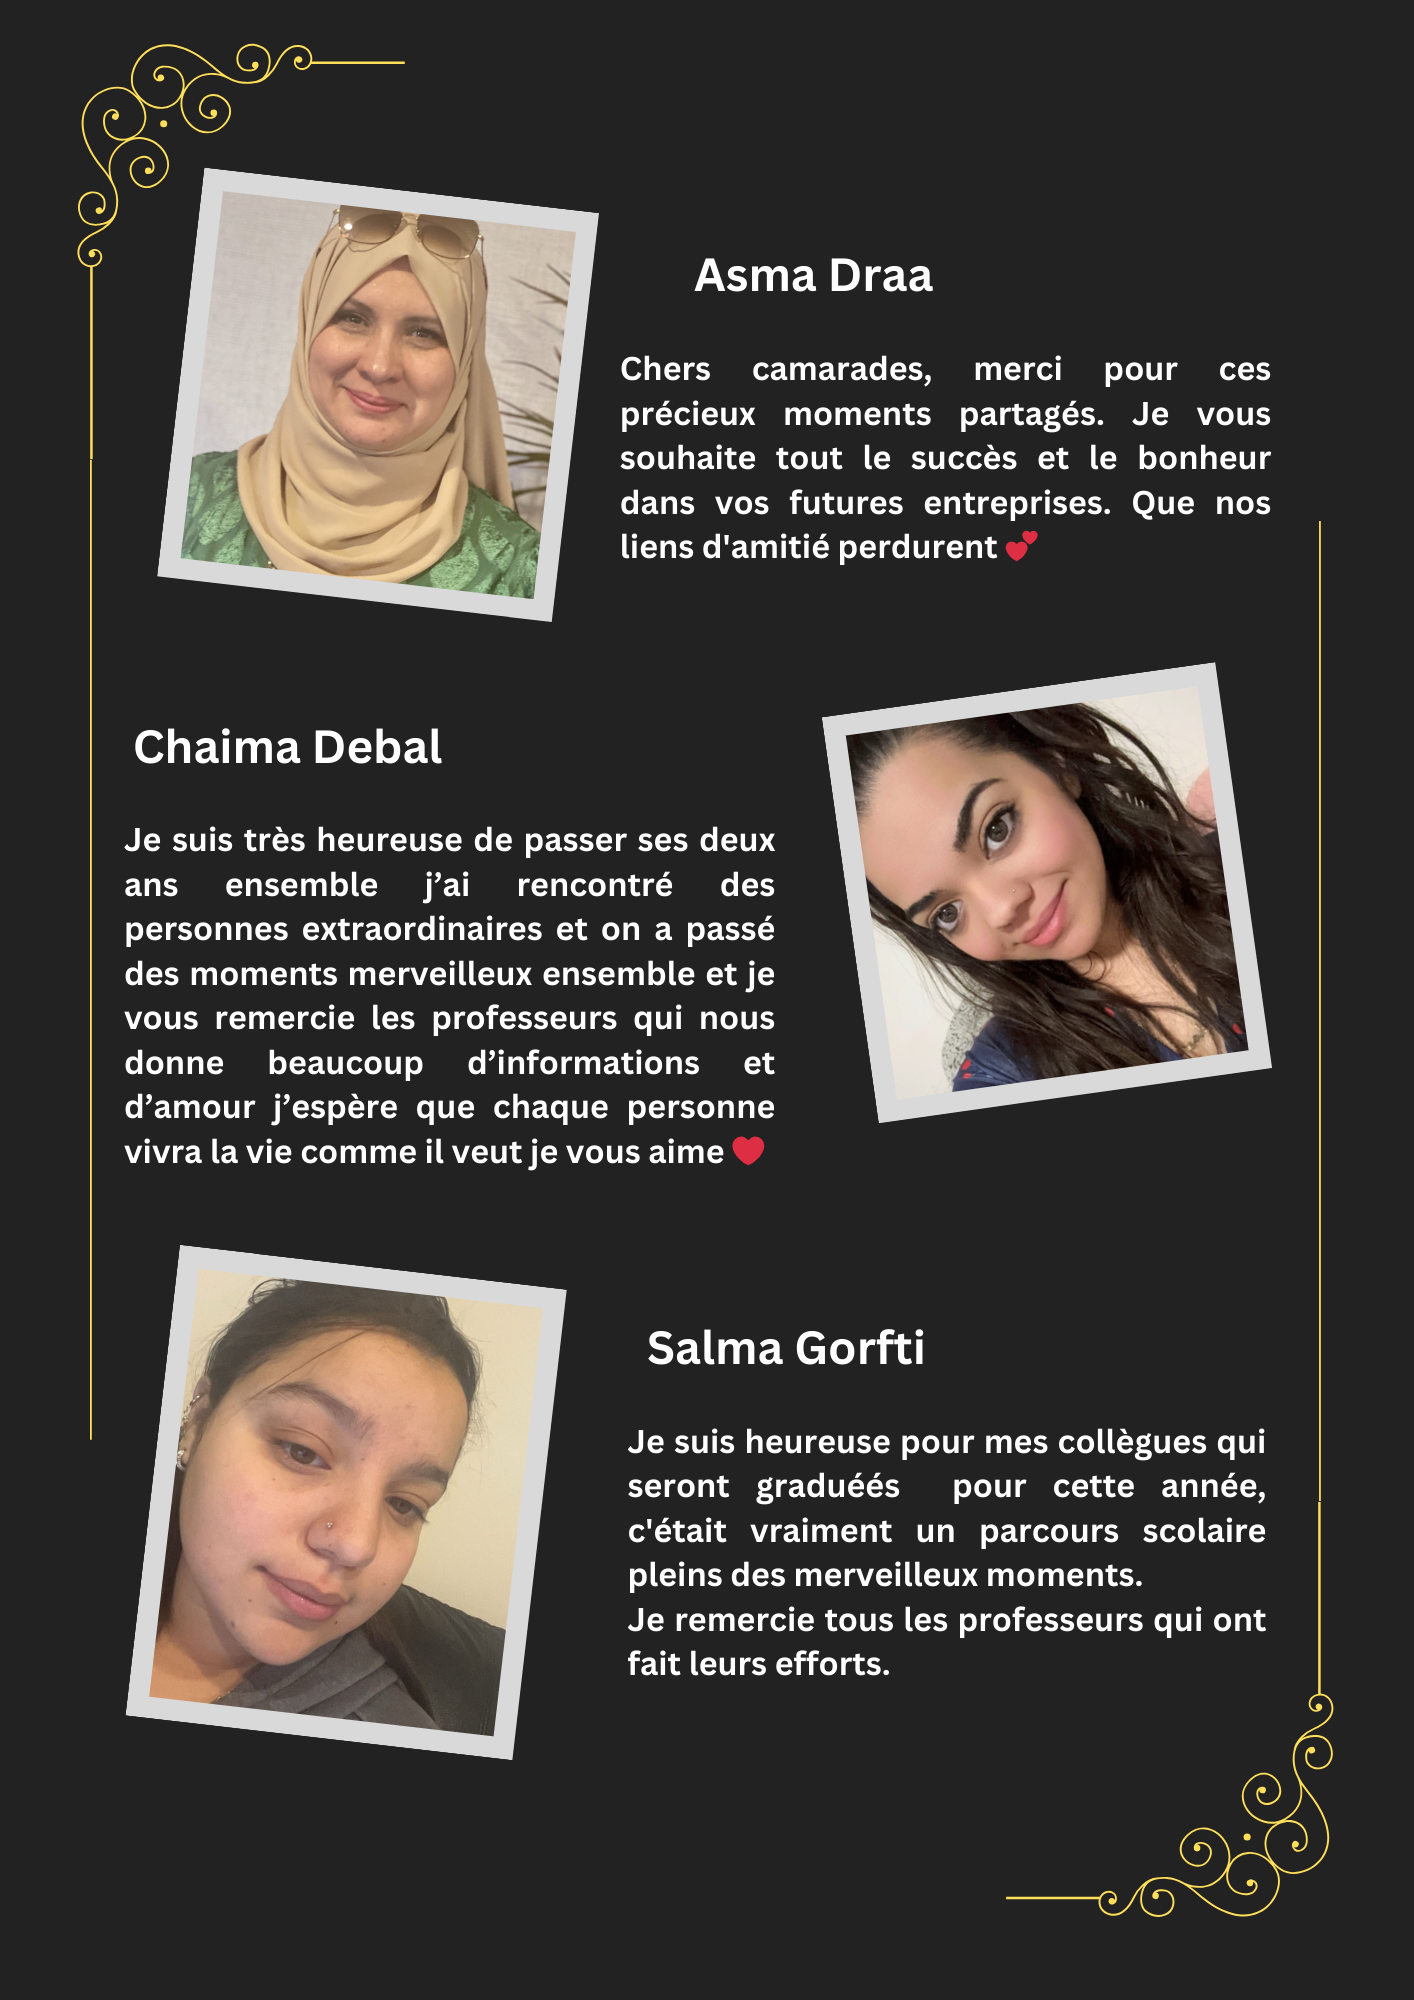 Asma Draa
Chers camarades, merci pour ces
précieux moments partagés. Je vous
souhaite tout le succès et le bonheur
dans vos futures entreprises. Que nos
liens d'amitié perdurent 💕
Chaima Debal
Je suis très heureuse de passer ses deux
ans ensemble j’ai rencontré des
personnes extraordinaires et on a passé
des moments merveilleux ensemble et je
vous remercie les professeurs qui nous
donne beaucoup d’informations et
d’amour j’espère que chaque personne
vivra la vie comme il veut je vous aime ❤️
Salma Gorfti
Je suis heureuse pour mes collègues qui
seront graduéés pour cette année,
c'était vraiment un parcours scolaire
pleins des merveilleux moments.
Je remercie tous les professeurs qui ont
fait leurs efforts.